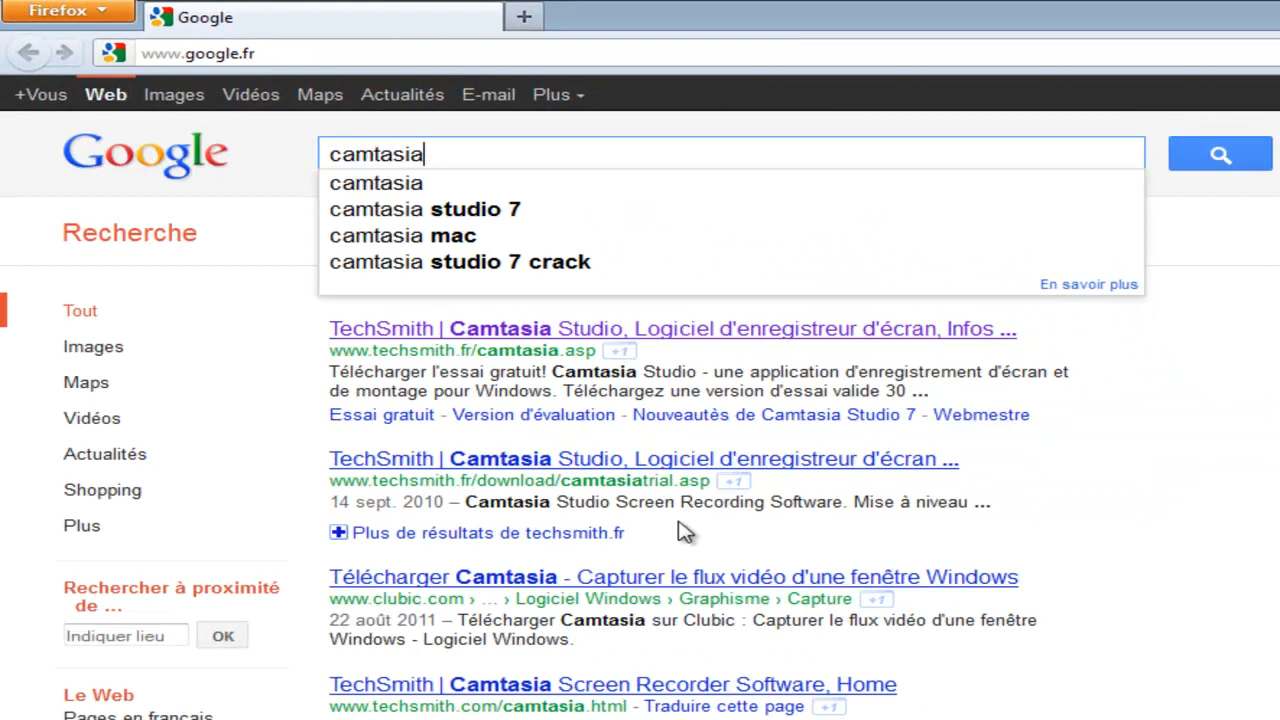 Firefox
Google
www.google.fr
+Vous Web Images Vidéos Maps Actualités E-mail Plus
Google
camtasia
camtasia
camtasia studio 7
camtasia mac
camtasia studio 7 crack
En savoir plus
Recherche
Tout
Images
Maps
Vidéos
Actualités
Shopping
Plus
Rechercher à proximité
de ...
Indiquer lieu OK
Le Web
Pages en français
TechSmith | Camtasia Studio, Logiciel d'enregistreur d'écran, Infos ...
www.techsmith.fr/camtasia.asp +1
Télécharger l'essai gratuit! Camtasia Studio - une application d'enregistrement d'écran et
de montage pour Windows. Téléchargez une version d'essai valide 30 ...
Essai gratuit - Version d'évaluation - Nouveautès de Camtasia Studio 7 - Webmestre
TechSmith | Camtasia Studio, Logiciel d'enregistreur d'écran ...
www.techsmith.fr/download/camtasiatrial.asp +1
14 sept. 2010 – Camtasia Studio Screen Recording Software. Mise à niveau ...
Plus de résultats de techsmith.fr
Télécharger Camtasia - Capturer le flux vidéo d'une fenêtre Windows
www.clubic.com › ... › Logiciel Windows › Graphisme › Capture +1
22 août 2011 – Télécharger Camtasia sur Clubic : Capturer le flux vidéo d'une fenêtre
Windows - Logiciel Windows.
TechSmith | Camtasia Screen Recorder Software, Home
www.techsmith.com/camtasia.html - Traduire cette page +1